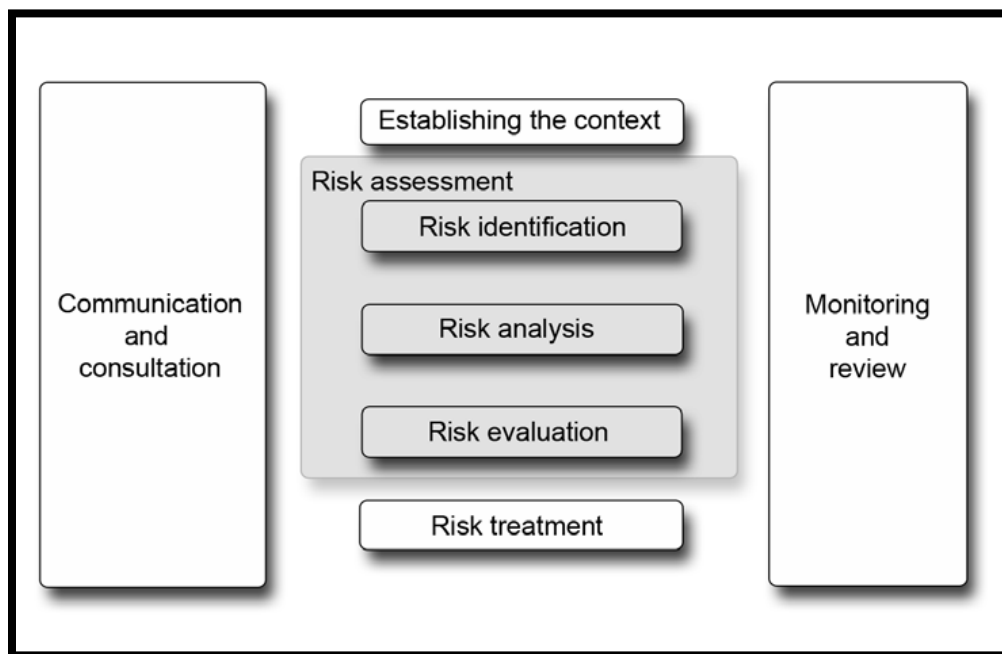 Communication
and
consultation
Establishing the context
Risk assessment
Risk identification
Risk analysis
Risk evaluation
Risk treatment
Monitoring
and
review